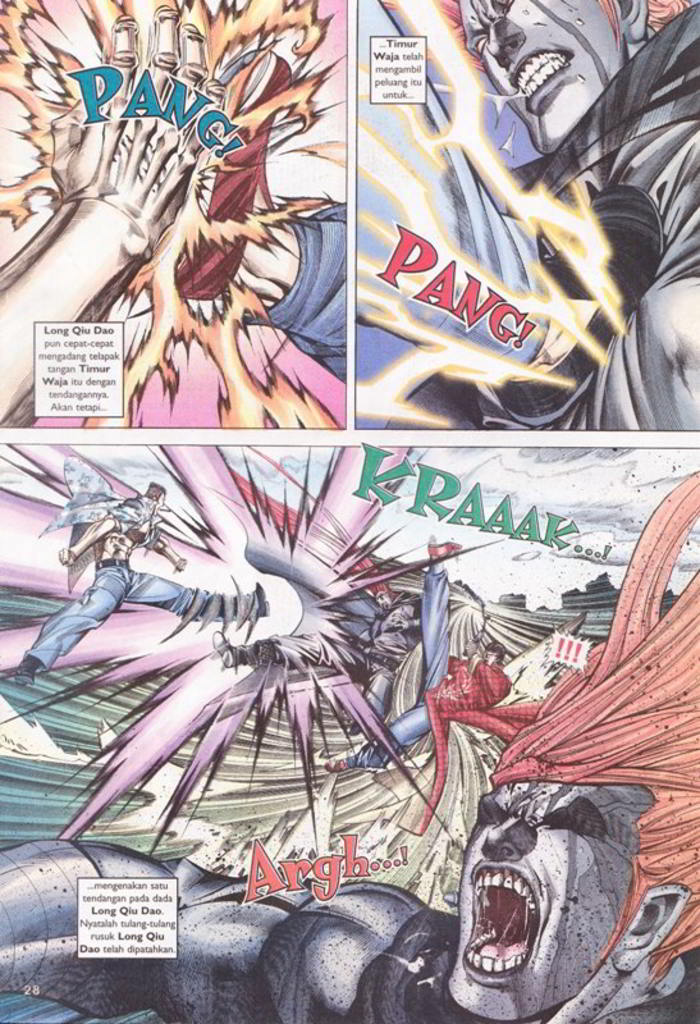 PANG!
Long Qiu Dao
pun cepat-cepat
mengadang telapak
tangan Timur
Waja itu dengan
tendangannya.
Akan tetapi...
...Timur
Waja telah
mengambil
peluang itu
untuk...
PANG!
KRAAAK...!
!!!
Argh...!
...mengenakan satu
tendangan pada dada
Long Qiu Dao.
Nyatalah tulang-tulang
rusuk Long Qiu
Dao telah dipatahkan.
28